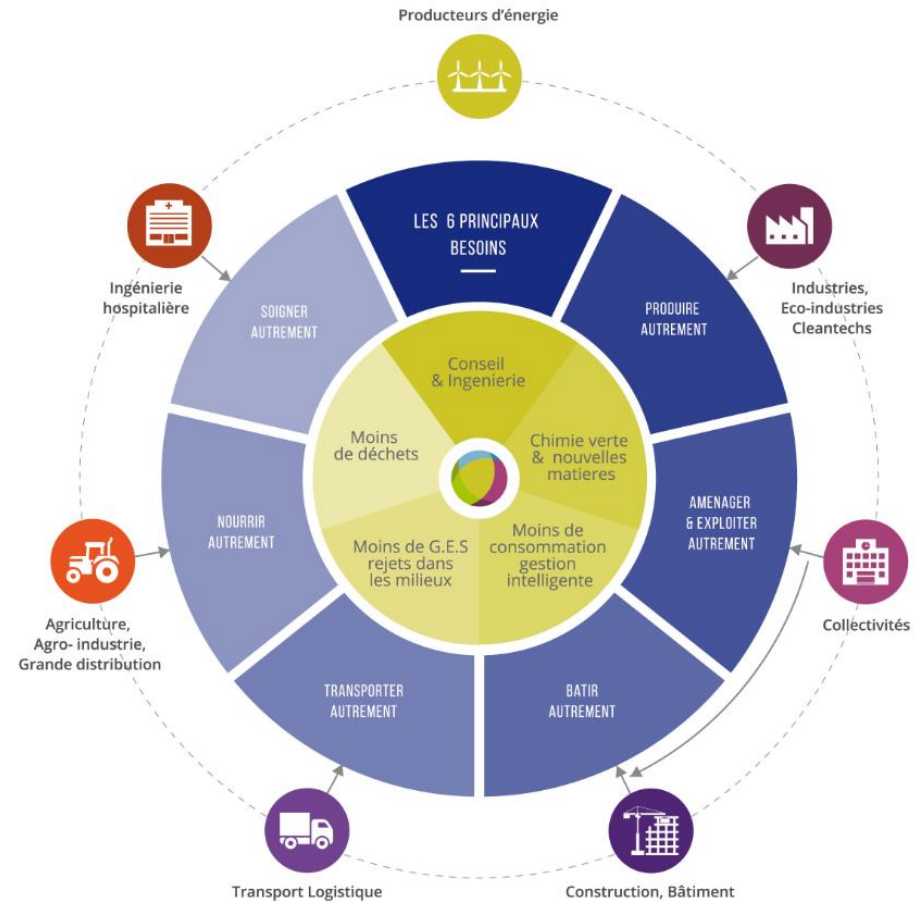 Producteurs d'énergie
LES 6 PRINCIPAUX
BESOINS
Ingénierie
hospitalière
Industries,
Eco-industries
Cleantechs
SOIGNER
AUTREMENT
PRODUIRE
AUTREMENT
Conseil
& Ingenierie
Moins
de déchets
Chimie verte
& nouvelles
matieres
NOURRIR
AUTREMENT
AMENAGER
& EXPLOITER
AUTREMENT
Moins de G.E.S
rejets dans
les milieux
Moins de
consommation
gestion
intelligente
Agriculture,
Agro- industrie,
Grande distribution
Collectivités
TRANSPORTER
AUTREMENT
BATIR
AUTREMENT
Transport Logistique
Construction, Bâtiment